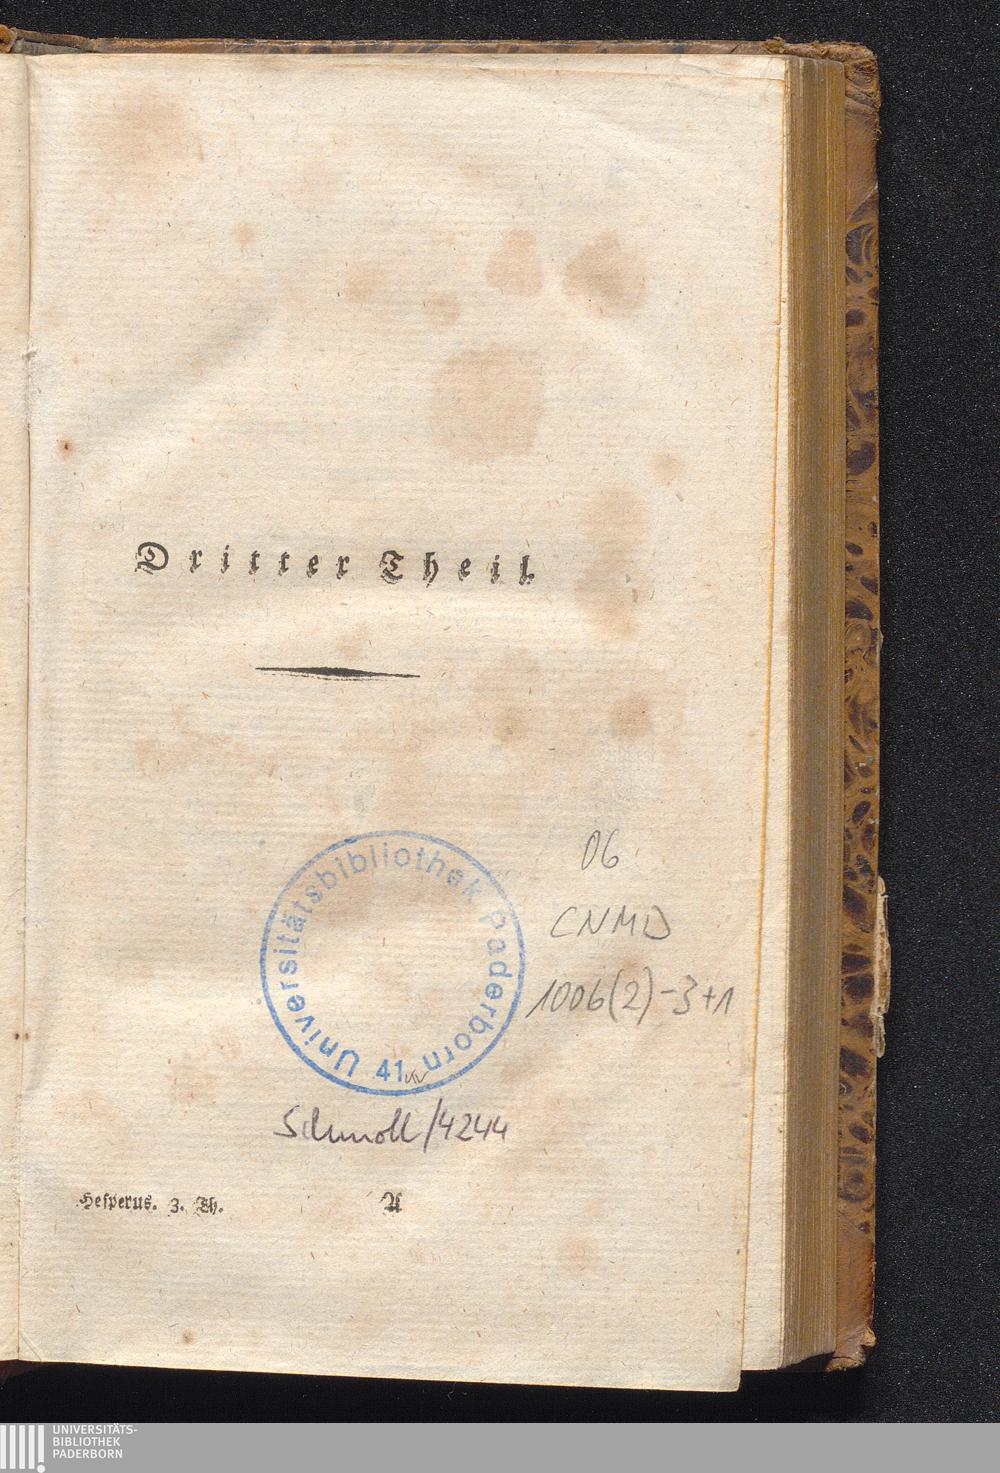 Dritter Theil.
06
CNMD
1006(2)-3+1
Universitätsbibliothek Paderborn
41
Schmoll/4244
Hesperus. 3. Th. A
UNIVERSITÄTS-
BIBLIOTHEK
PADERBORN